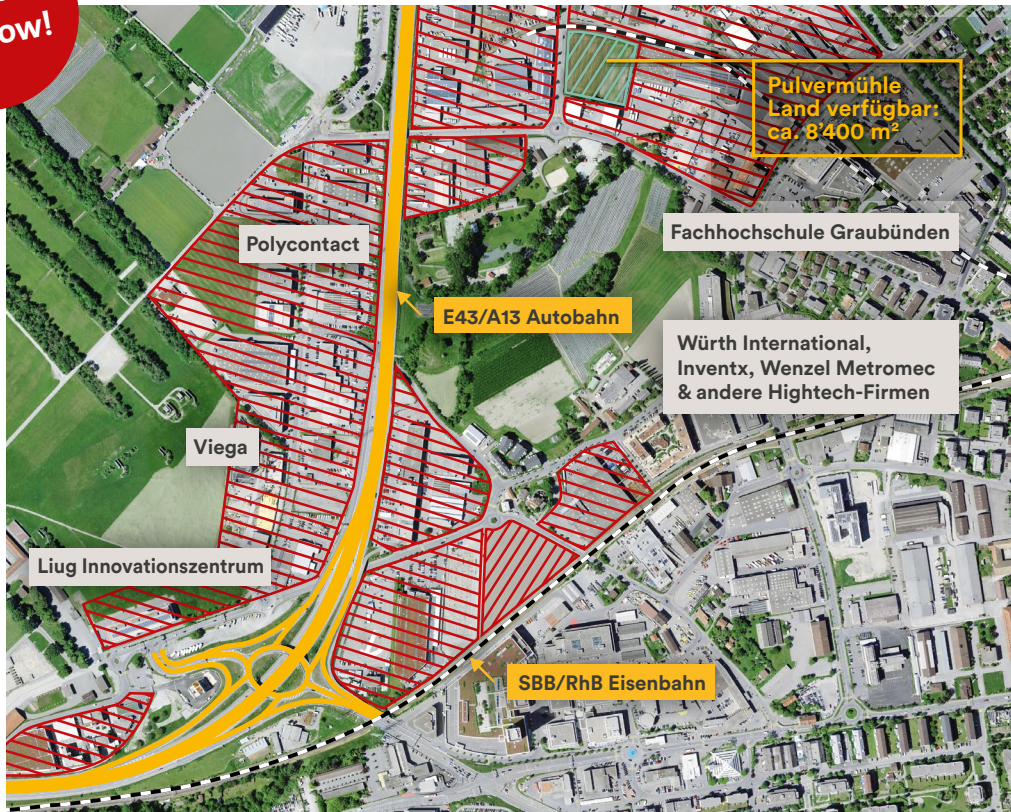 ow!
Pulvermühle
Land verfügbar:
ca. 8'400 m²
Polycontact
Fachhochschule Graubünden
E43/A13 Autobahn
Würth International,
Inventx, Wenzel Metromec
& andere Hightech-Firmen
Viega
Liug Innovationszentrum
SBB/RhB Eisenbahn